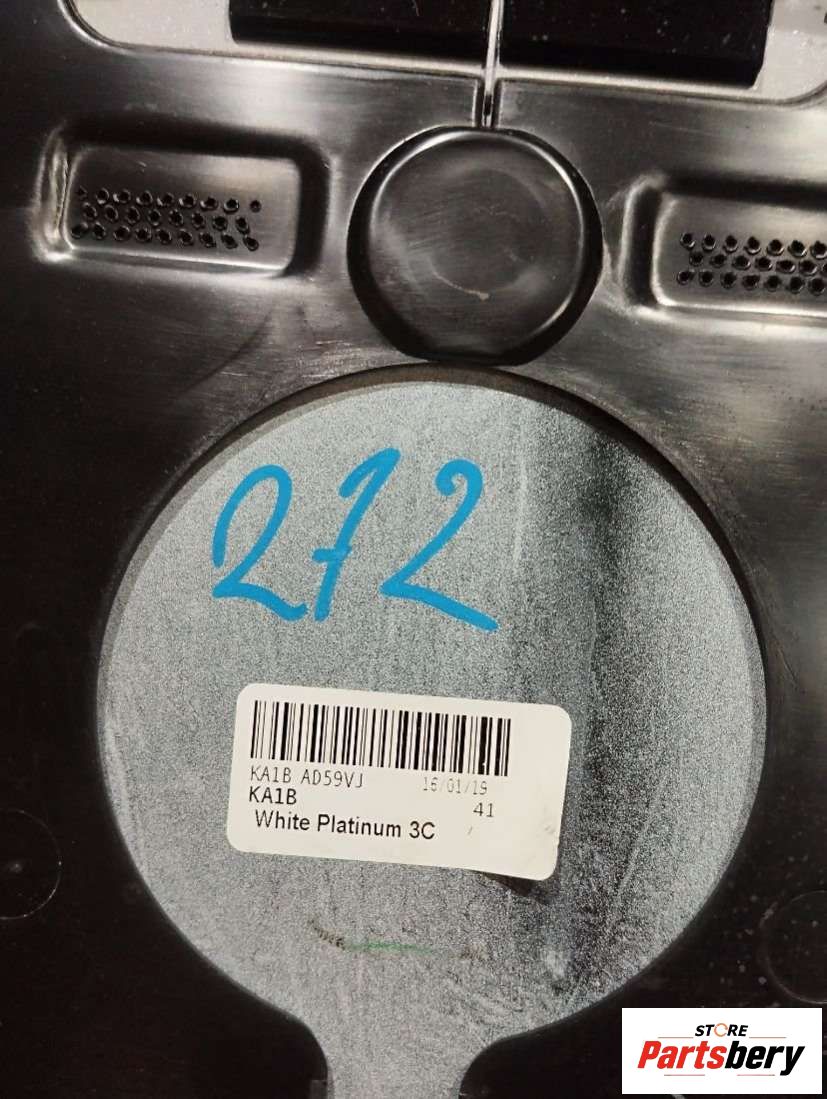 272
KA1B AD59VJ 16/01/19
KA1B 41
White Platinum 3C
STORE
Partsbery